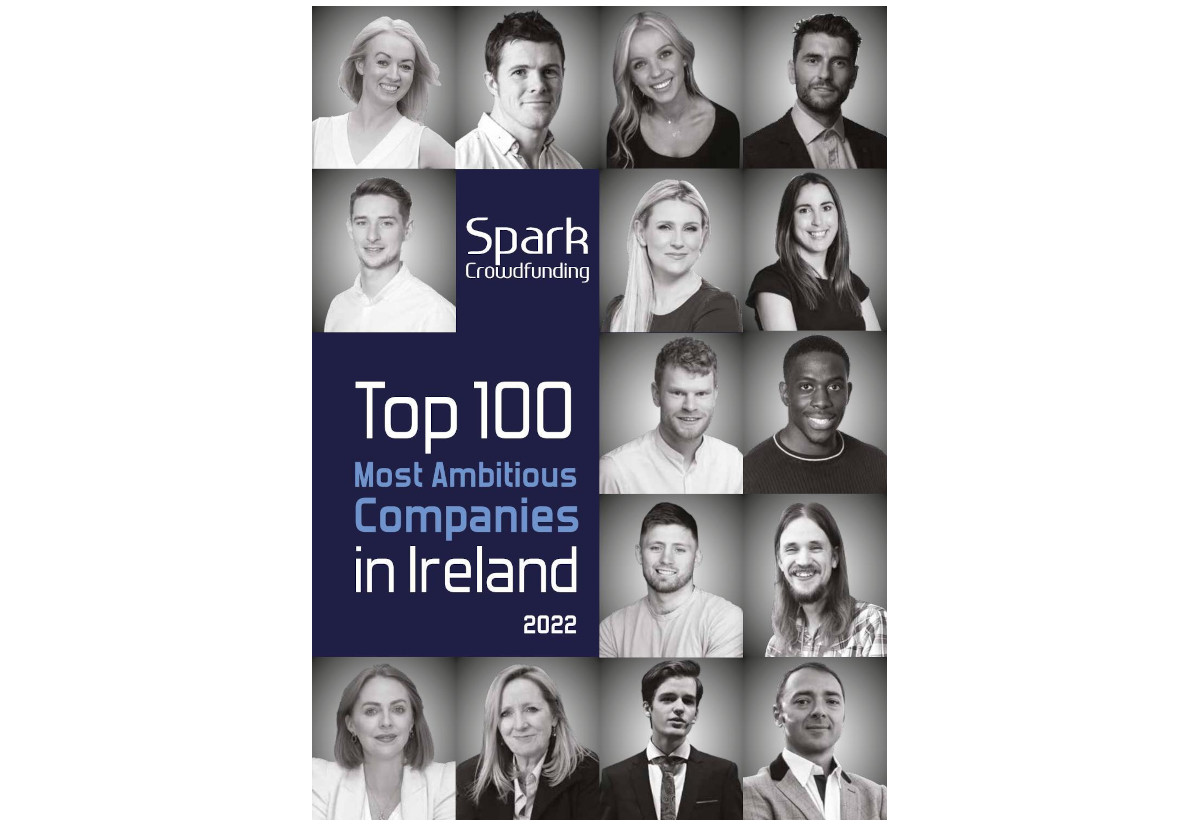 Spark
Crowdfunding
Top 100
Most Ambitious
Companies
in Ireland
2022